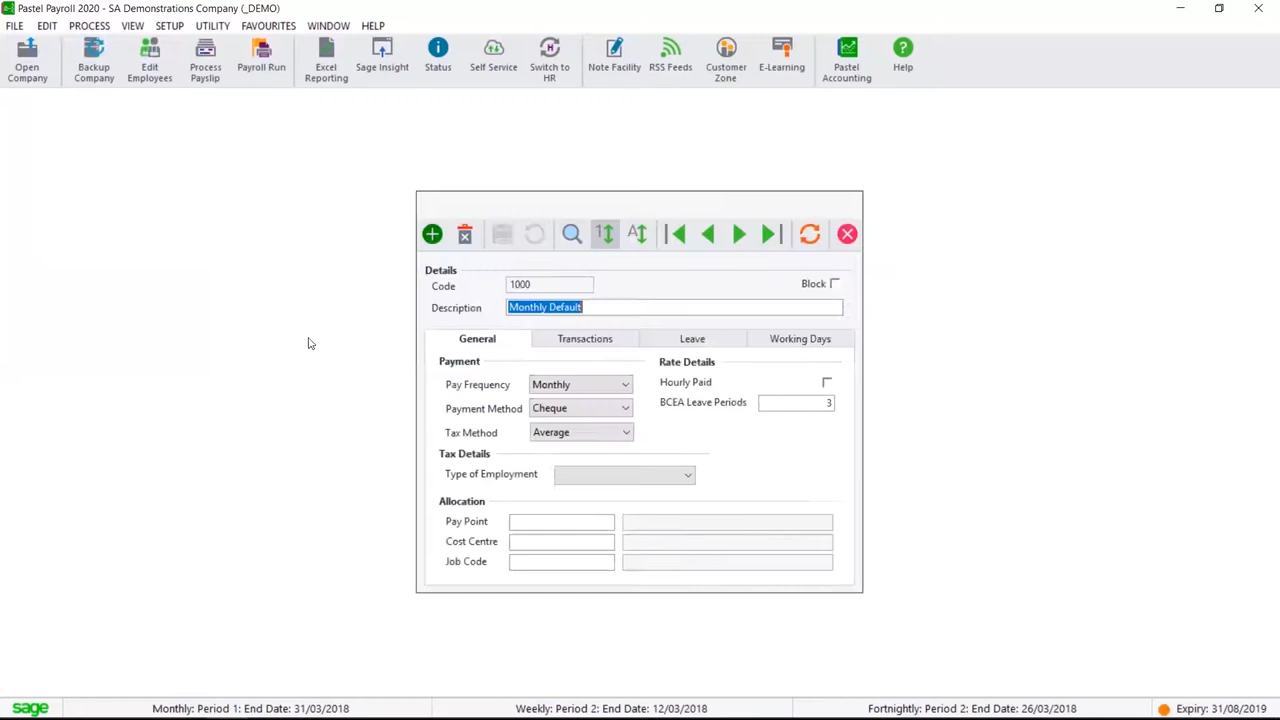 Pastel Payroll 2020 - SA Demonstrations Company (_DEMO)
FILE EDIT PROCESS VIEW SETUP UTILITY FAVOURITES WINDOW HELP
Open Company
Backup Company
Edit Employees
Process Payslip
Payroll Run
Excel Reporting
Sage Insight
Status
Self Service
Switch to HR
Note Facility
RSS Feeds
Customer Zone
E-Learning
Pastel Accounting
Help
Details
Code 1000 Block
Description Monthly Default
General Transactions Leave Working Days
Payment Rate Details
Pay Frequency Monthly Hourly Paid
Payment Method Cheque BCEA Leave Periods 3
Tax Method Average
Tax Details
Type of Employment
Allocation
Pay Point
Cost Centre
Job Code
sage Monthly: Period 1: End Date: 31/03/2018 Weekly: Period 2: End Date: 12/03/2018 Fortnightly: Period 2: End Date: 26/03/2018 Expiry: 31/08/2019